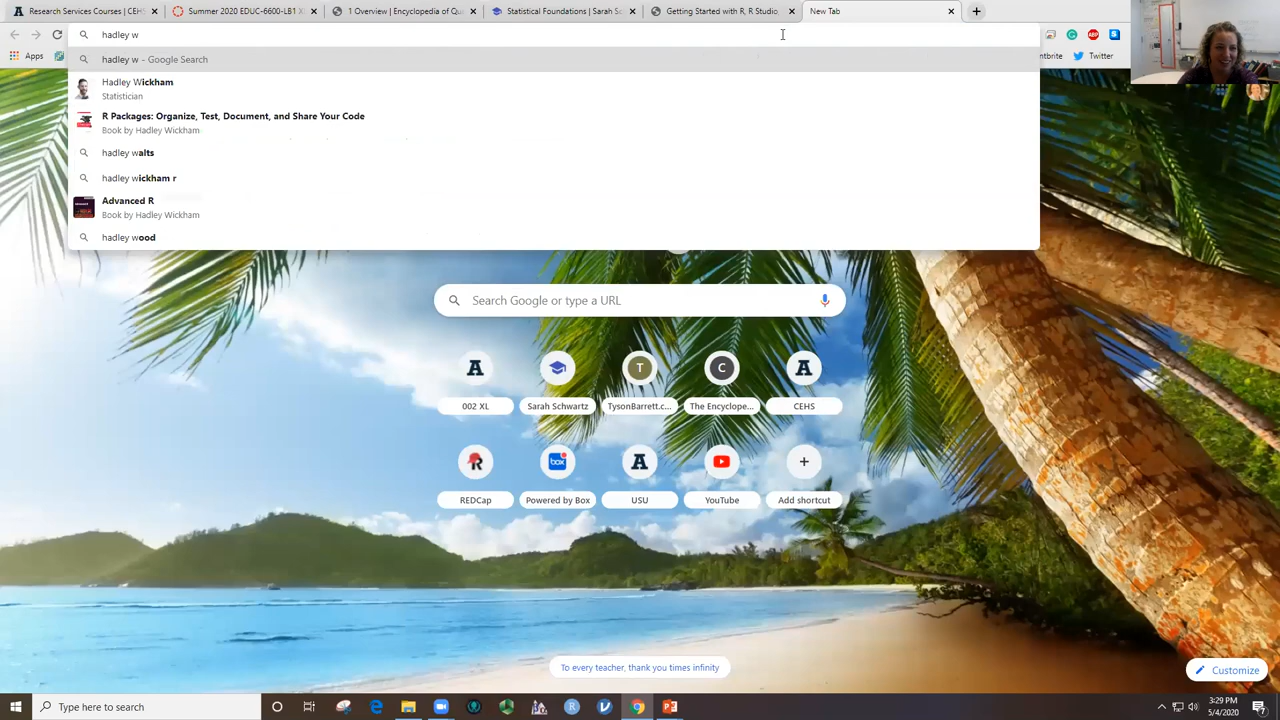 Research Services Courses | CEHS
Summer 2020 EDUC-6600-LB1 X
1 Overview | Encyclopedia of Qu
Statistical Foundations | Sarah Sc
Getting Started with R, R Studio
New Tab
hadley w
Apps
Twitter
hadley w - Google Search
Hadley Wickham
Statistician
R Packages: Organize, Test, Document, and Share Your Code
Book by Hadley Wickham
hadley walts
hadley wickham r
Advanced R
Book by Hadley Wickham
hadley wood
Search Google or type a URL
A
T
C
A
002 XL
Sarah Schwartz
TysonBarrett.c...
The Encyclope...
CEHS
R
box
A
REDCap
Powered by Box
USU
YouTube
Add shortcut
To every teacher, thank you times infinity
Customize
Type here to search
3:29 PM
5/4/2020